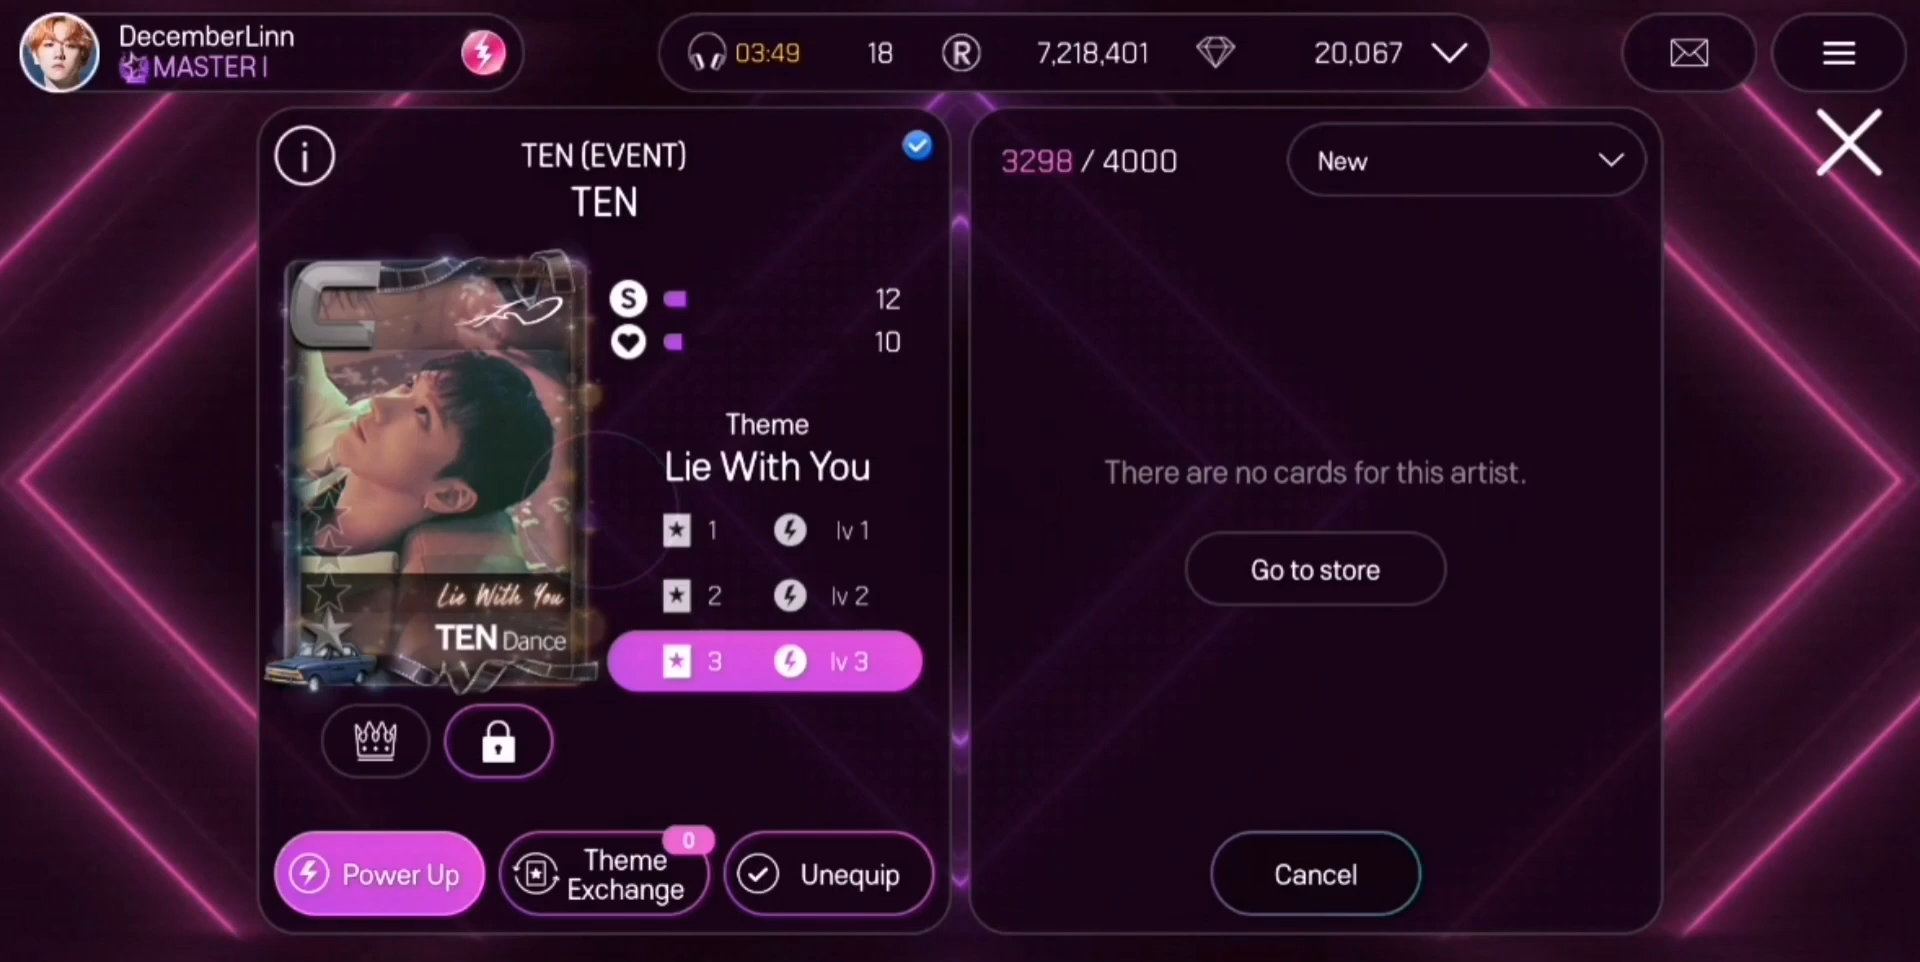 DecemberLinn
MASTER I
03:49 18 R 7,218,401 20,067
TEN (EVENT)
TEN
S 12
10
Theme
Lie With You
1 lv 1
2 lv 2
3 lv 3
C
Lie With You
TEN Dance
Power Up
0
Theme
Exchange
Unequip
3298 / 4000
New
There are no cards for this artist.
Go to store
Cancel